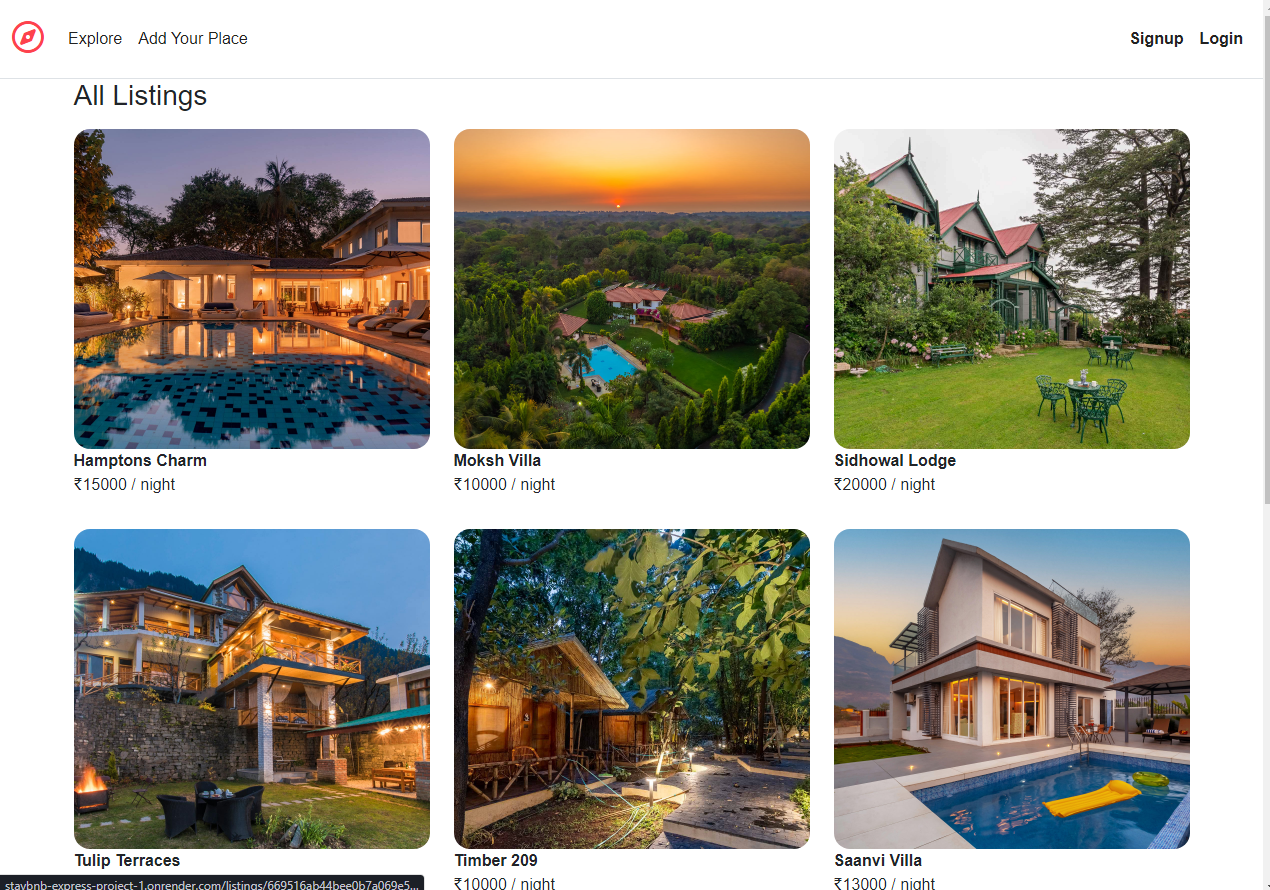 Explore Add Your Place Signup Login
All Listings
Hamptons Charm Moksh Villa Sidhowal Lodge
₹15000 / night ₹10000 / night ₹20000 / night
Tulip Terraces Timber 209 Saanvi Villa
₹10000 / night ₹13000 / night
staybnb-express-project-1.onrender.com/listings/669516ab44bee0b7a069e5...